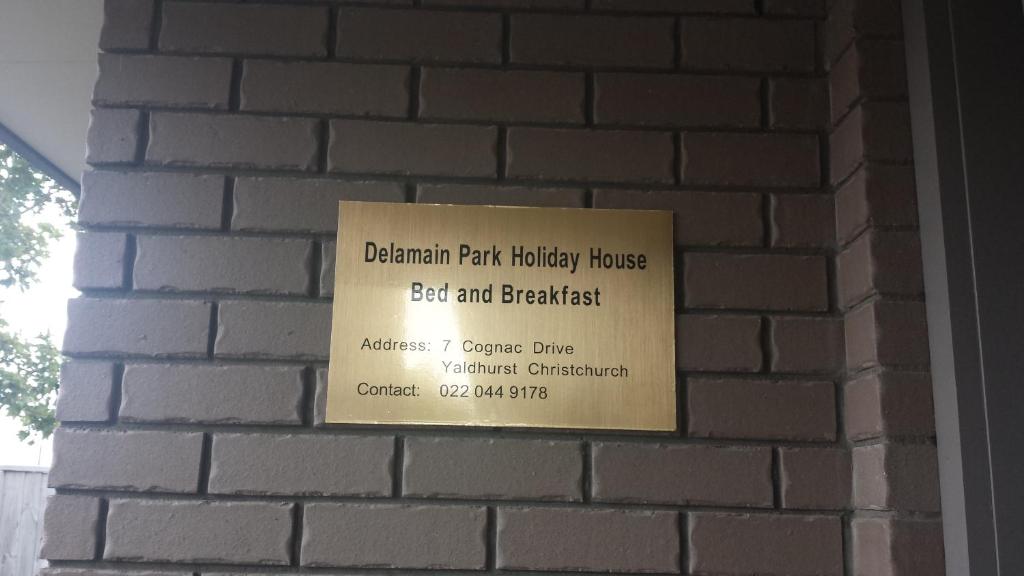 Delamain Park Holiday House
Bed and Breakfast
Address: 7 Cognac Drive
Yaldhurst Christchurch
Contact: 022 044 9178